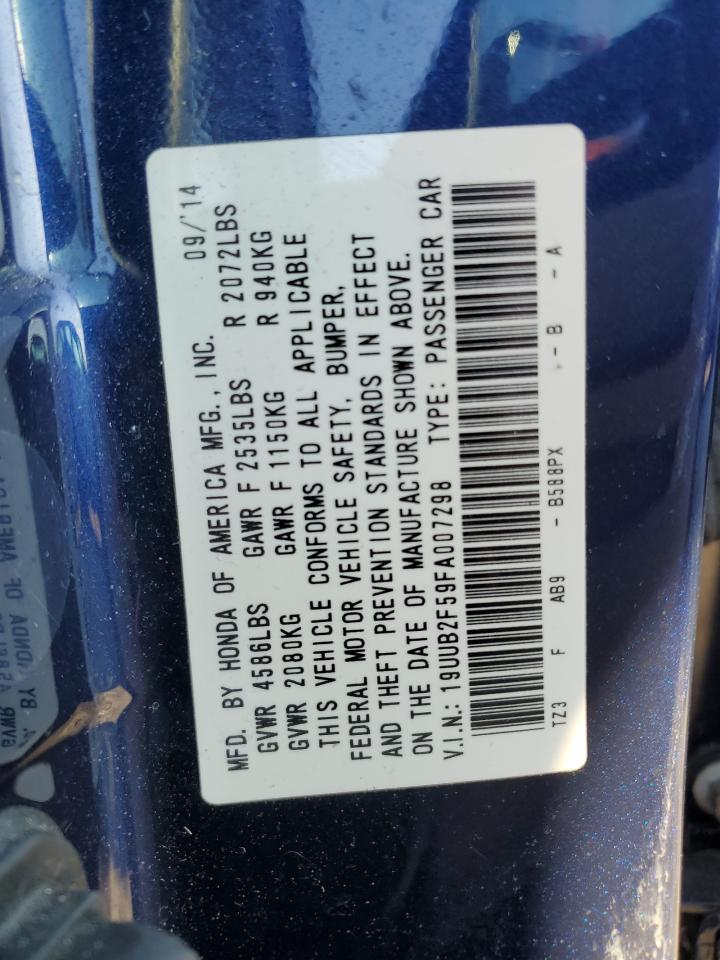 MFD. BY HONDA OF AMERICA MFG., INC. 09/'14
GVWR 4586LBS GAWR F 2535LBS R 2072LBS
GVWR 2080KG GAWR F 1150KG R 940KG
THIS VEHICLE CONFORMS TO ALL APPLICABLE
FEDERAL MOTOR VEHICLE SAFETY, BUMPER,
AND THEFT PREVENTION STANDARDS IN EFFECT
ON THE DATE OF MANUFACTURE SHOWN ABOVE.
V.I.N.: 19UUB2F59FA007298 TYPE: PASSENGER CAR
TZ3 F AB9 - B588PX - B - A